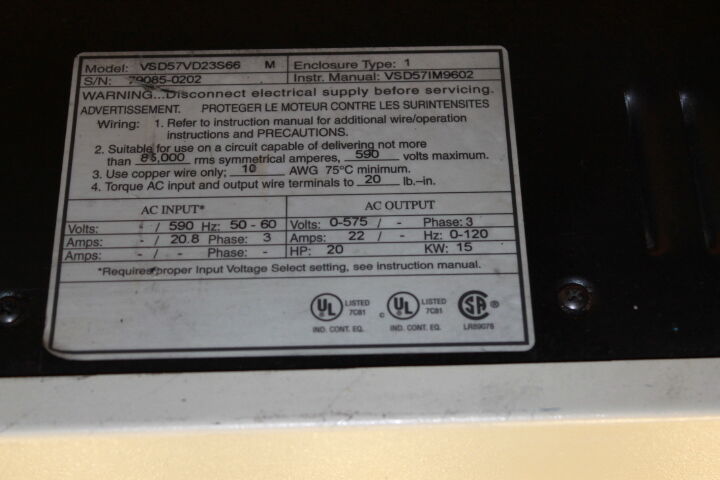 Model: VSD57VD23S66 M Enclosure Type: 1
S/N: 79085-0202 Instr. Manual: VSD57IM9602
WARNING...Disconnect electrical supply before servicing.
ADVERTISSEMENT. PROTEGER LE MOTEUR CONTRE LES SURINTENSITES
Wiring: 1. Refer to instruction manual for additional wire/operation
instructions and PRECAUTIONS.
2. Suitable for use on a circuit capable of delivering not more
than rms symmetrical amperes, 590 volts maximum.
3. Use copper wire only; 10 AWG 75°C minimum.
4. Torque AC input and output wire terminals to 20 lb.-in.
AC INPUT* AC OUTPUT
Volts: - / 590 Hz: 50 - 60 Volts: 0-575 / - Phase: 3
Amps: - / 20.8 Phase: 3 Amps: 22 / - Hz: 0-120
Amps: - / - Phase: - HP: 20 KW: 15
*Requires proper Input Voltage Select setting, see instruction manual.
UL LISTED 7C81 c UL LISTED 7C81 SA ®
IND. CONT. EQ. IND. CONT. EQ. LR89078